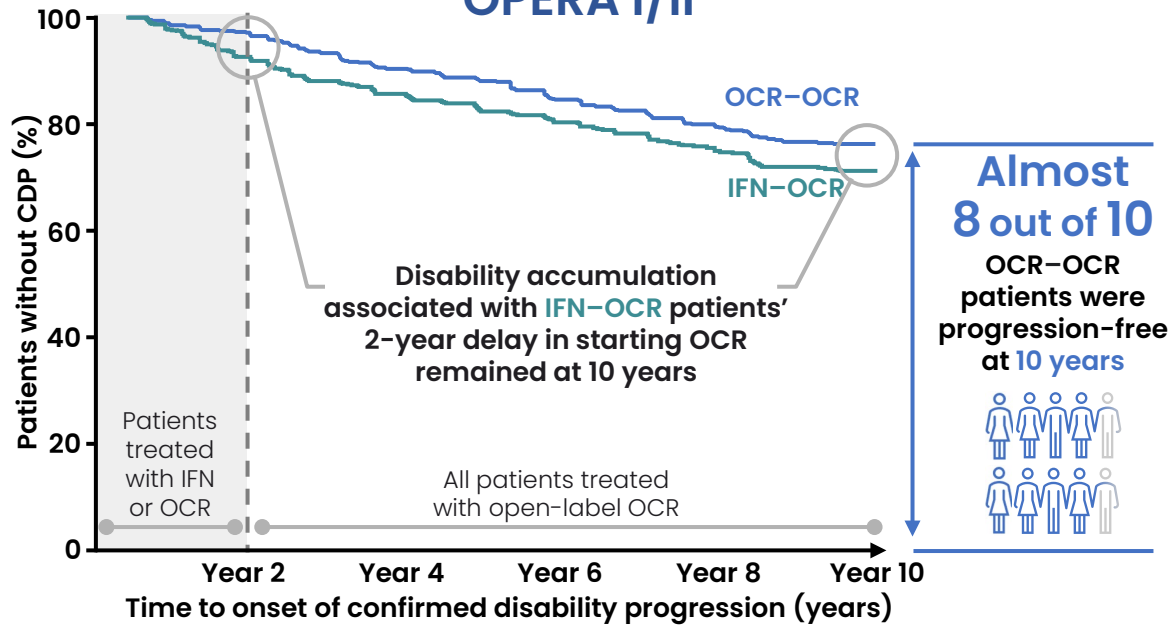 OPERA I/II
100
80
60
40
20
0
Patients without CDP (%)
OCR–OCR
IFN–OCR
Disability accumulation
associated with IFN–OCR patients’
2-year delay in starting OCR
remained at 10 years
Patients
treated
with IFN
or OCR
All patients treated
with open-label OCR
Year 2
Year 4
Year 6
Year 8
Year 10
Time to onset of confirmed disability progression (years)
Almost
8 out of 10
OCR–OCR
patients were
progression-free
at 10 years